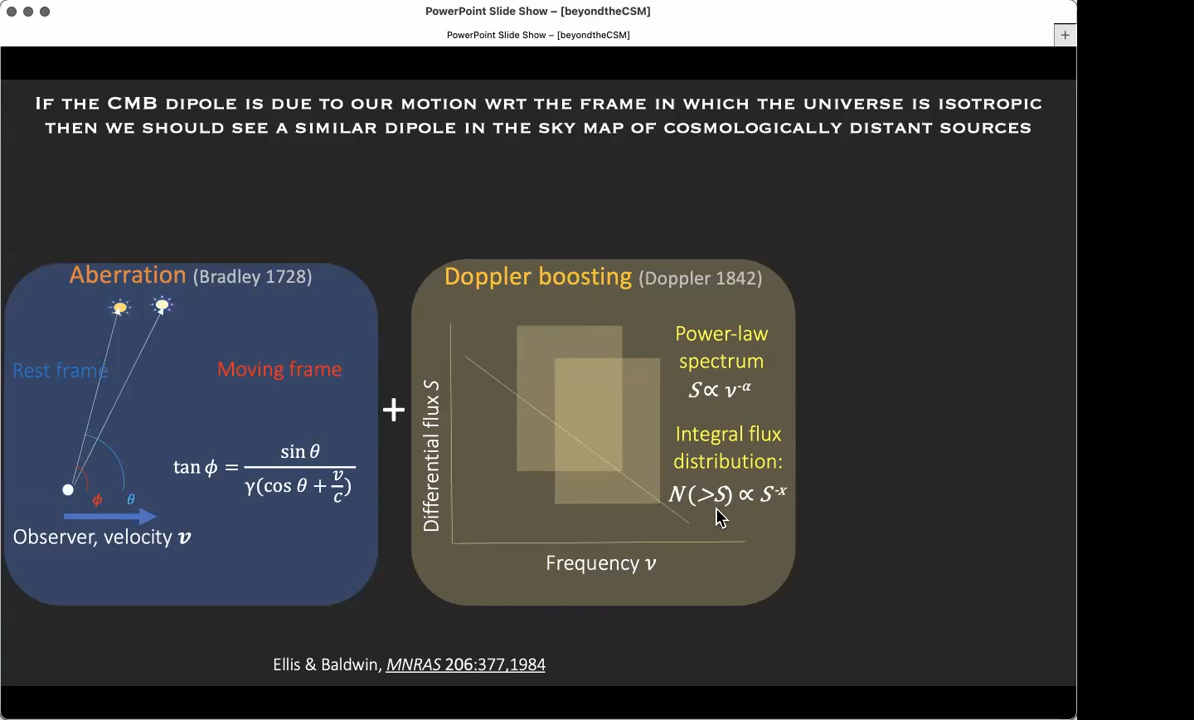 PowerPoint Slide Show – [beyondtheCSM]
PowerPoint Slide Show – [beyondtheCSM]
+
IF THE CMB DIPOLE IS DUE TO OUR MOTION WRT THE FRAME IN WHICH THE UNIVERSE IS ISOTROPIC
THEN WE SHOULD SEE A SIMILAR DIPOLE IN THE SKY MAP OF COSMOLOGICALLY DISTANT SOURCES
Aberration (Bradley 1728)
Rest frame
Moving frame
tan ϕ = sin θ / γ(cos θ + v/c)
ϕ
θ
Observer, velocity v
+
Doppler boosting (Doppler 1842)
Differential flux S
Frequency ν
Power-law
spectrum
S ∝ ν^-α
Integral flux
distribution:
N(>S) ∝ S^-x
Ellis & Baldwin, MNRAS 206:377,1984